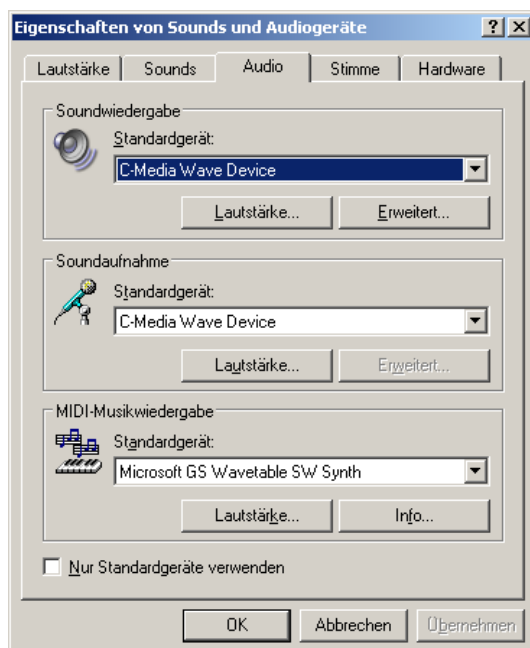 Eigenschaften von Sounds und Audiogeräte
Lautstärke Sounds Audio Stimme Hardware
Soundwiedergabe
Standardgerät:
C-Media Wave Device
Lautstärke... Erweitert...
Soundaufnahme
Standardgerät:
C-Media Wave Device
Lautstärke... Erweitert...
MIDI-Musikwiedergabe
Standardgerät:
Microsoft GS Wavetable SW Synth
Lautstärke... Info...
Nur Standardgeräte verwenden
OK Abbrechen Übernehmen